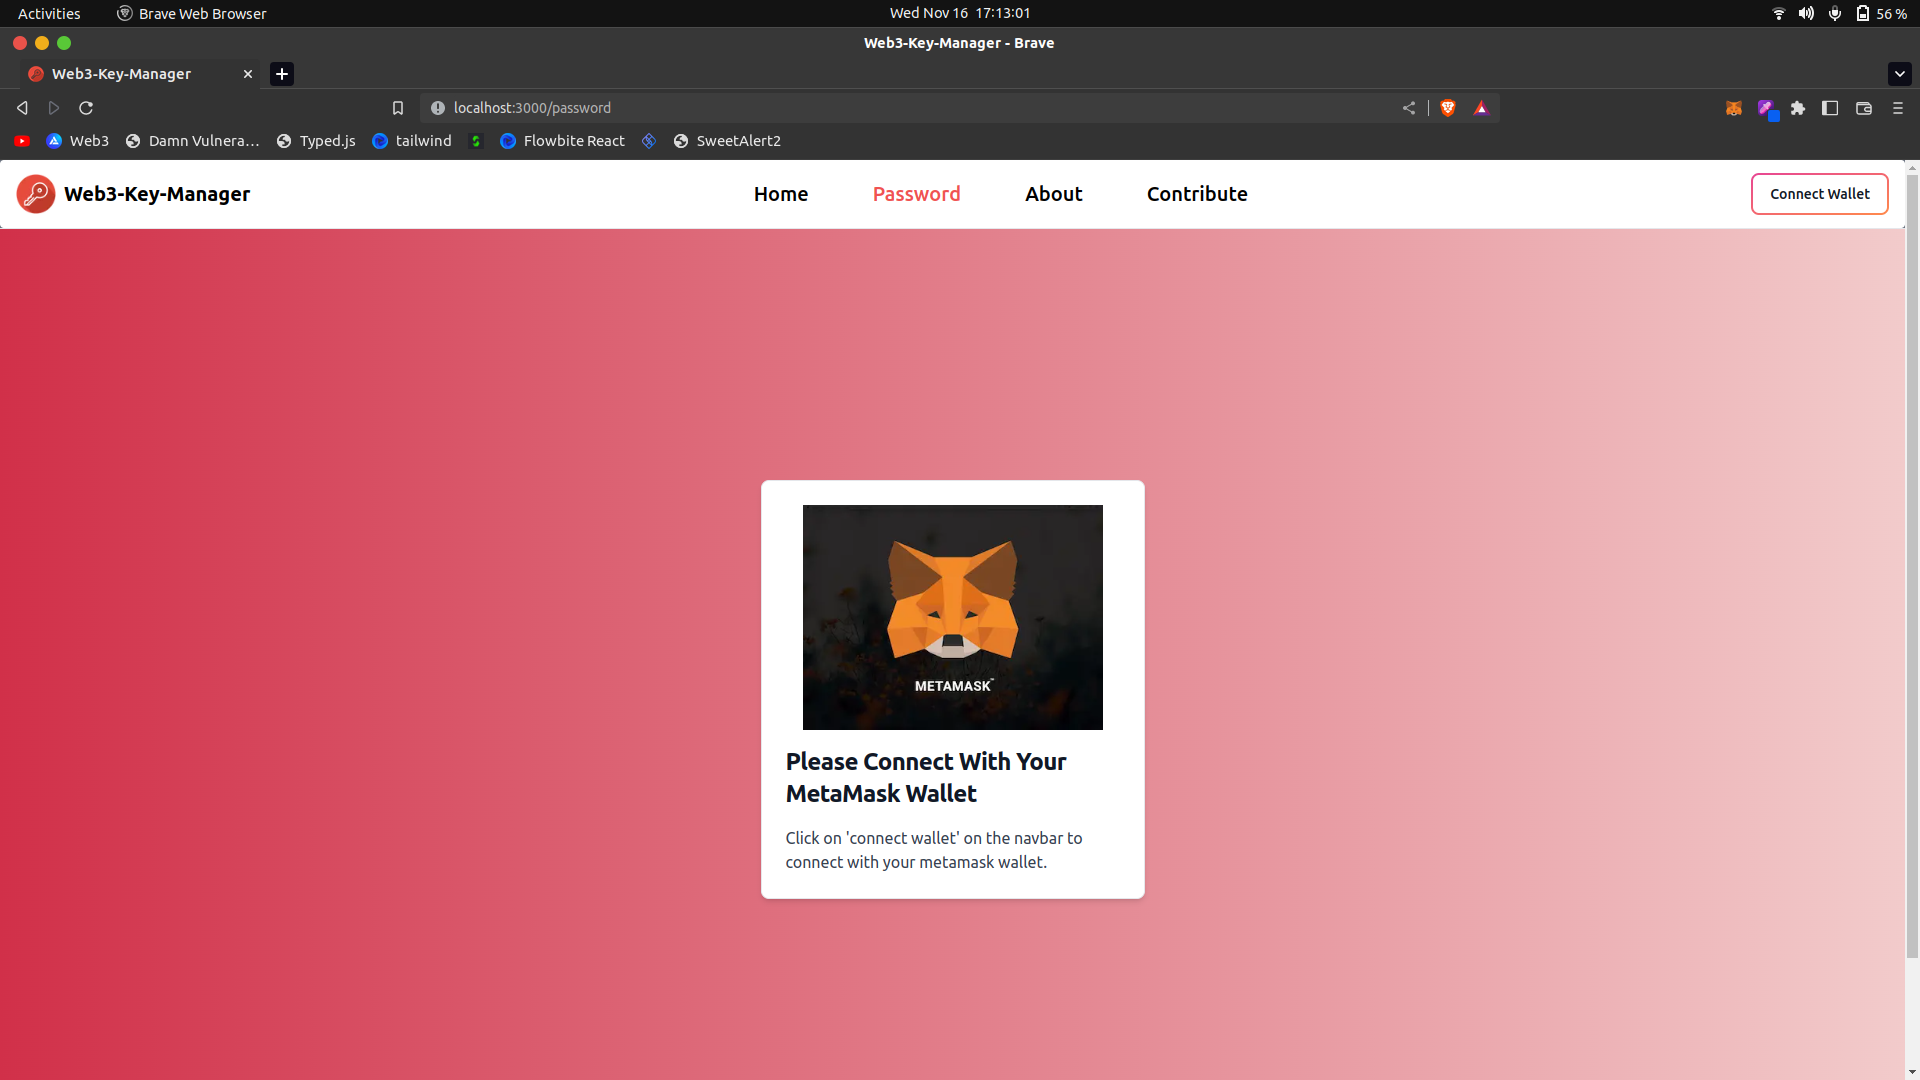 Activities
Brave Web Browser
Wed Nov 16 17:13:01
56 %
Web3-Key-Manager - Brave
Web3-Key-Manager
localhost:3000/password
Web3
Damn Vulnera...
Typed.js
tailwind
Flowbite React
SweetAlert2
Web3-Key-Manager
Home
Password
About
Contribute
Connect Wallet
METAMASK
Please Connect With Your
MetaMask Wallet
Click on 'connect wallet' on the navbar to
connect with your metamask wallet.